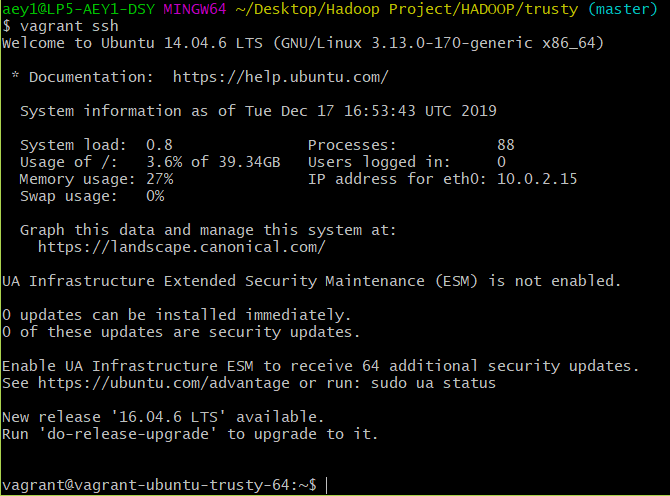 aey1@LP5-AEY1-DSY MINGW64 ~/Desktop/Hadoop Project/HADOOP/trusty (master)
$ vagrant ssh
Welcome to Ubuntu 14.04.6 LTS (GNU/Linux 3.13.0-170-generic x86_64)
* Documentation:  https://help.ubuntu.com/
System information as of Tue Dec 17 16:53:43 UTC 2019
System load:  0.8               Processes:           88
Usage of /:   3.6% of 39.34GB   Users logged in:     0
Memory usage: 27%               IP address for eth0: 10.0.2.15
Swap usage:   0%
Graph this data and manage this system at:
https://landscape.canonical.com/
UA Infrastructure Extended Security Maintenance (ESM) is not enabled.
0 updates can be installed immediately.
0 of these updates are security updates.
Enable UA Infrastructure ESM to receive 64 additional security updates.
See https://ubuntu.com/advantage or run: sudo ua status
New release '16.04.6 LTS' available.
Run 'do-release-upgrade' to upgrade to it.
vagrant@vagrant-ubuntu-trusty-64:~$